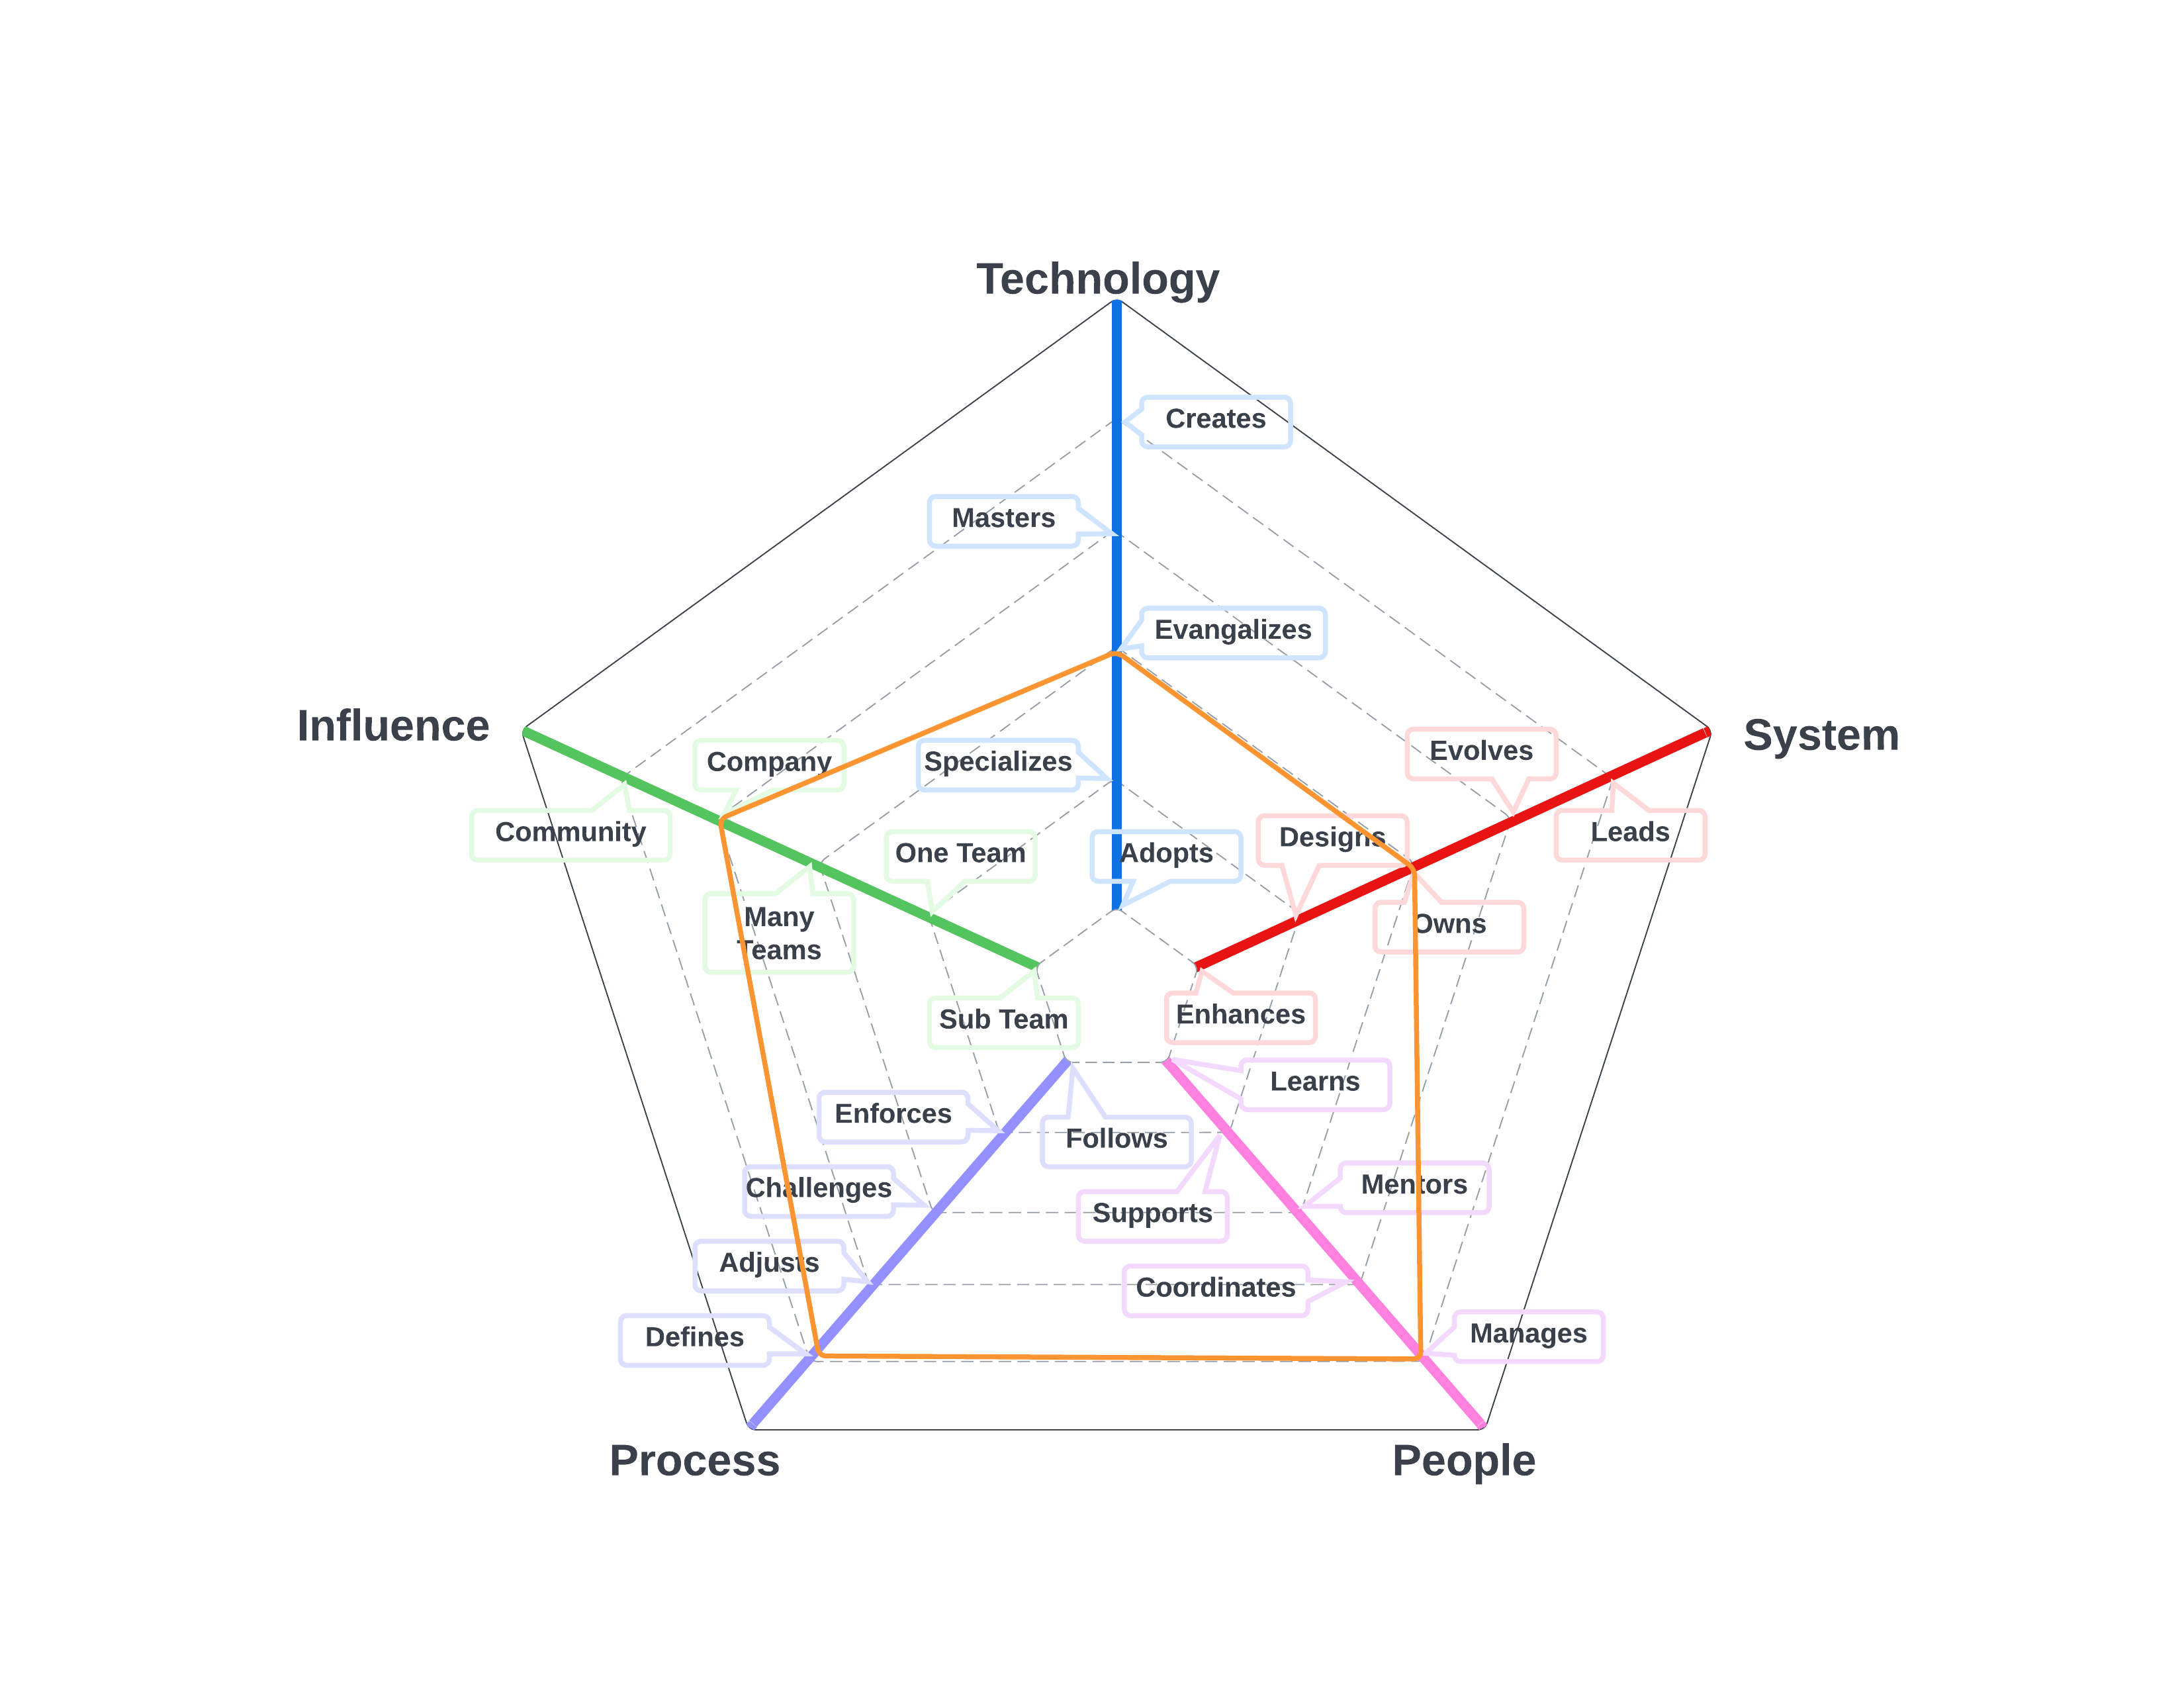 Technology
Creates
Masters
Evangalizes
Influence
System
Company
Specializes
Evolves
Community
One Team
Adopts
Designs
Leads
Many
Teams
Owns
Sub Team
Enhances
Learns
Enforces
Follows
Challenges
Supports
Mentors
Adjusts
Coordinates
Defines
Manages
Process
People